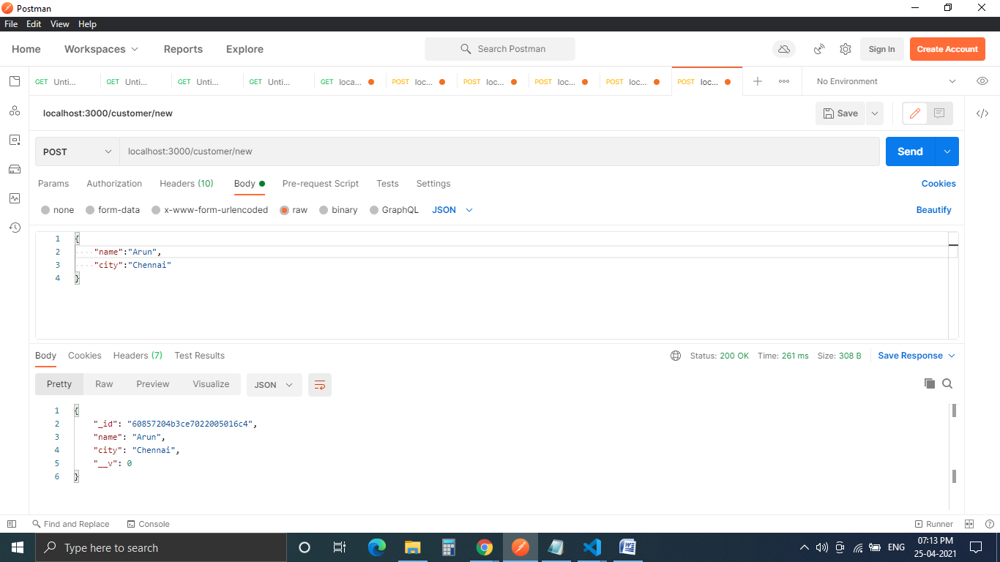 Postman
File Edit View Help
Home Workspaces Reports Explore Search Postman Sign In Create Account
GET Unti... GET Unti... GET Unti... GET Unti... GET loca... POST loc... POST loc... POST loc... POST loc... POST loc... No Environment
localhost:3000/customer/new Save
POST localhost:3000/customer/new Send
Params Authorization Headers (10) Body Pre-request Script Tests Settings Cookies
none form-data x-www-form-urlencoded raw binary GraphQL JSON Beautify
1 {
2 "name":"Arun",
3 "city":"Chennai"
4 }
Body Cookies Headers (7) Test Results Status: 200 OK Time: 261 ms Size: 308 B Save Response
Pretty Raw Preview Visualize JSON
1 {
2 "_id": "60857204b3ce7022005016c4",
3 "name": "Arun",
4 "city": "Chennai",
5 "__v": 0
6 }
Find and Replace Console Runner
Type here to search ENG 07:13 PM
25-04-2021